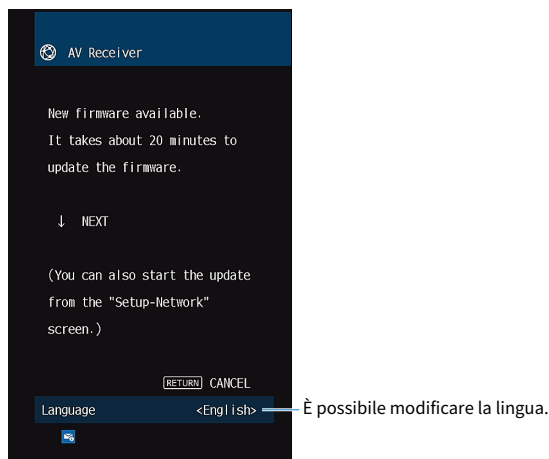 AV Receiver
New firmware available.
It takes about 20 minutes to
update the firmware.
↓ NEXT
(You can also start the update
from the "Setup-Network"
screen.)
RETURN CANCEL
Language <English>
È possibile modificare la lingua.